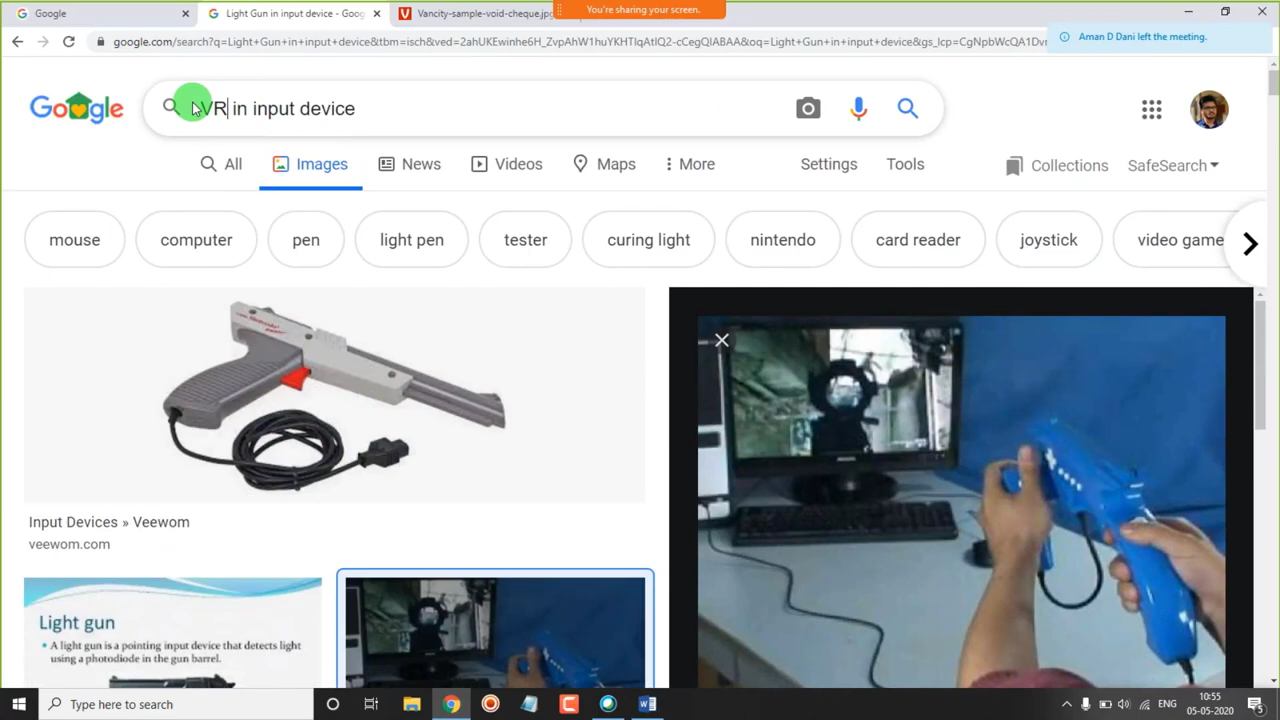 Google
Light Gun in input device - Goog
Vancity-sample-void-cheque.jpg
You're sharing your screen.
google.com/search?q=Light+Gun+in+input+device&tbm=isch&ved=2ahUKEwinhe6H_ZvpAhW1huYKHTlqAtlQ2-cCegQIABAA&oq=Light+Gun+in+input+device&gs_lcp=CgNpbWcQA1Dv
Aman D Dani left the meeting.
Google
VR in input device
All
Images
News
Videos
Maps
More
Settings
Tools
Collections
SafeSearch
mouse
computer
pen
light pen
tester
curing light
nintendo
card reader
joystick
video game
Input Devices » Veewom
veewom.com
Light gun
• A light gun is a pointing input device that detects light
using a photodiode in the gun barrel.
Type here to search
ENG
10:55
05-05-2020
5